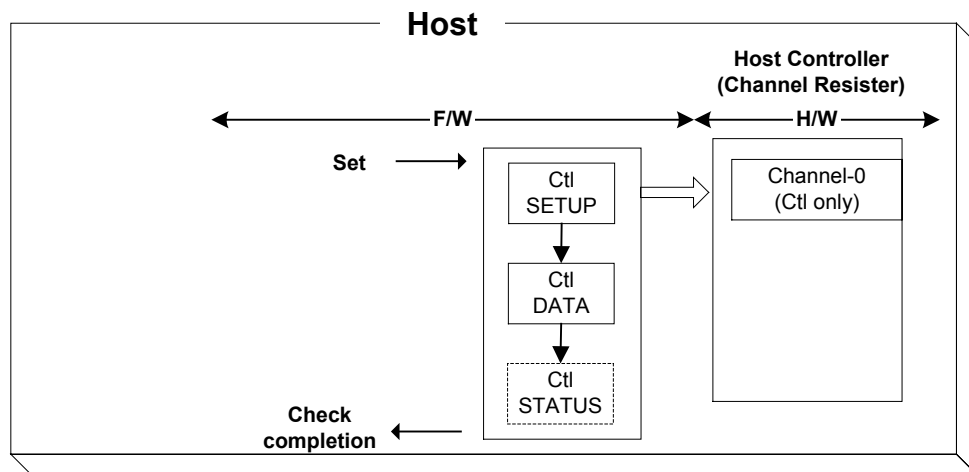 Host
Host Controller
(Channel Resister)
F/W
H/W
Set
Ctl
SETUP
Channel-0
(Ctl only)
Ctl
DATA
Ctl
STATUS
Check
completion